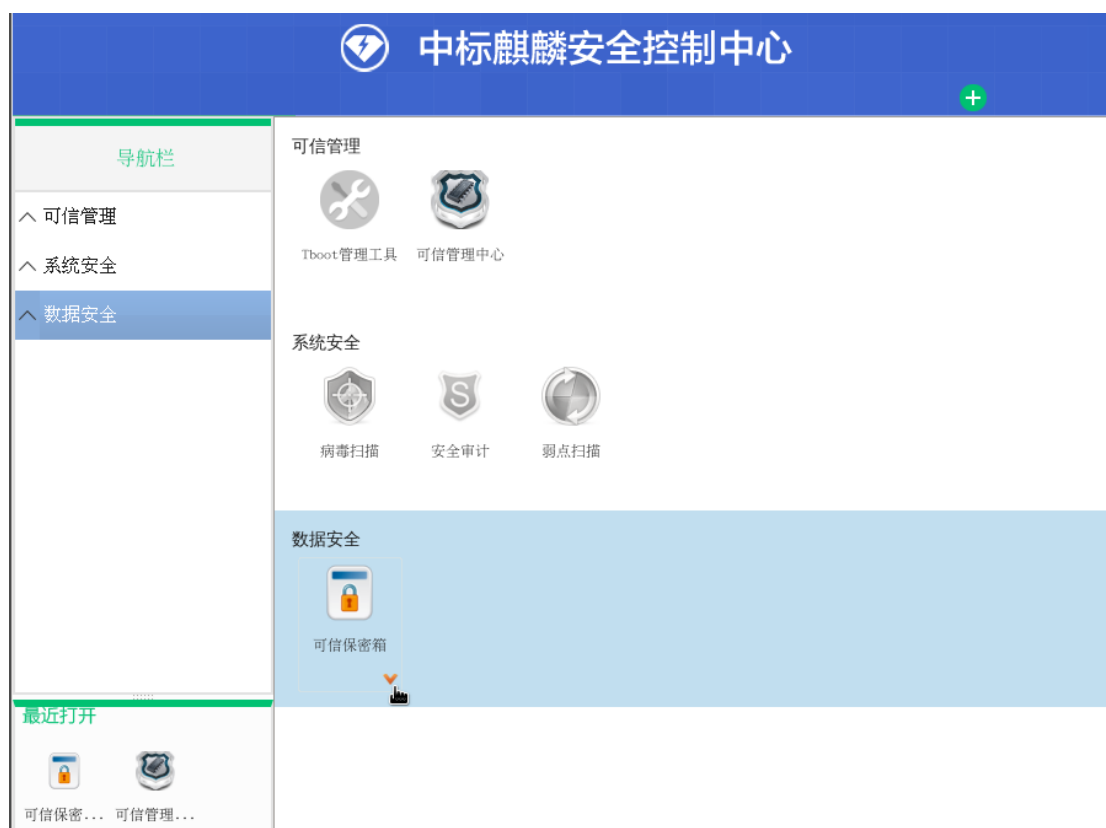 中标麒麟安全控制中心
导航栏
可信管理
系统安全
数据安全
可信管理
Tboot管理工具 可信管理中心
系统安全
S
病毒扫描 安全审计 弱点扫描
数据安全
可信保密箱
最近打开
可信保密... 可信管理...